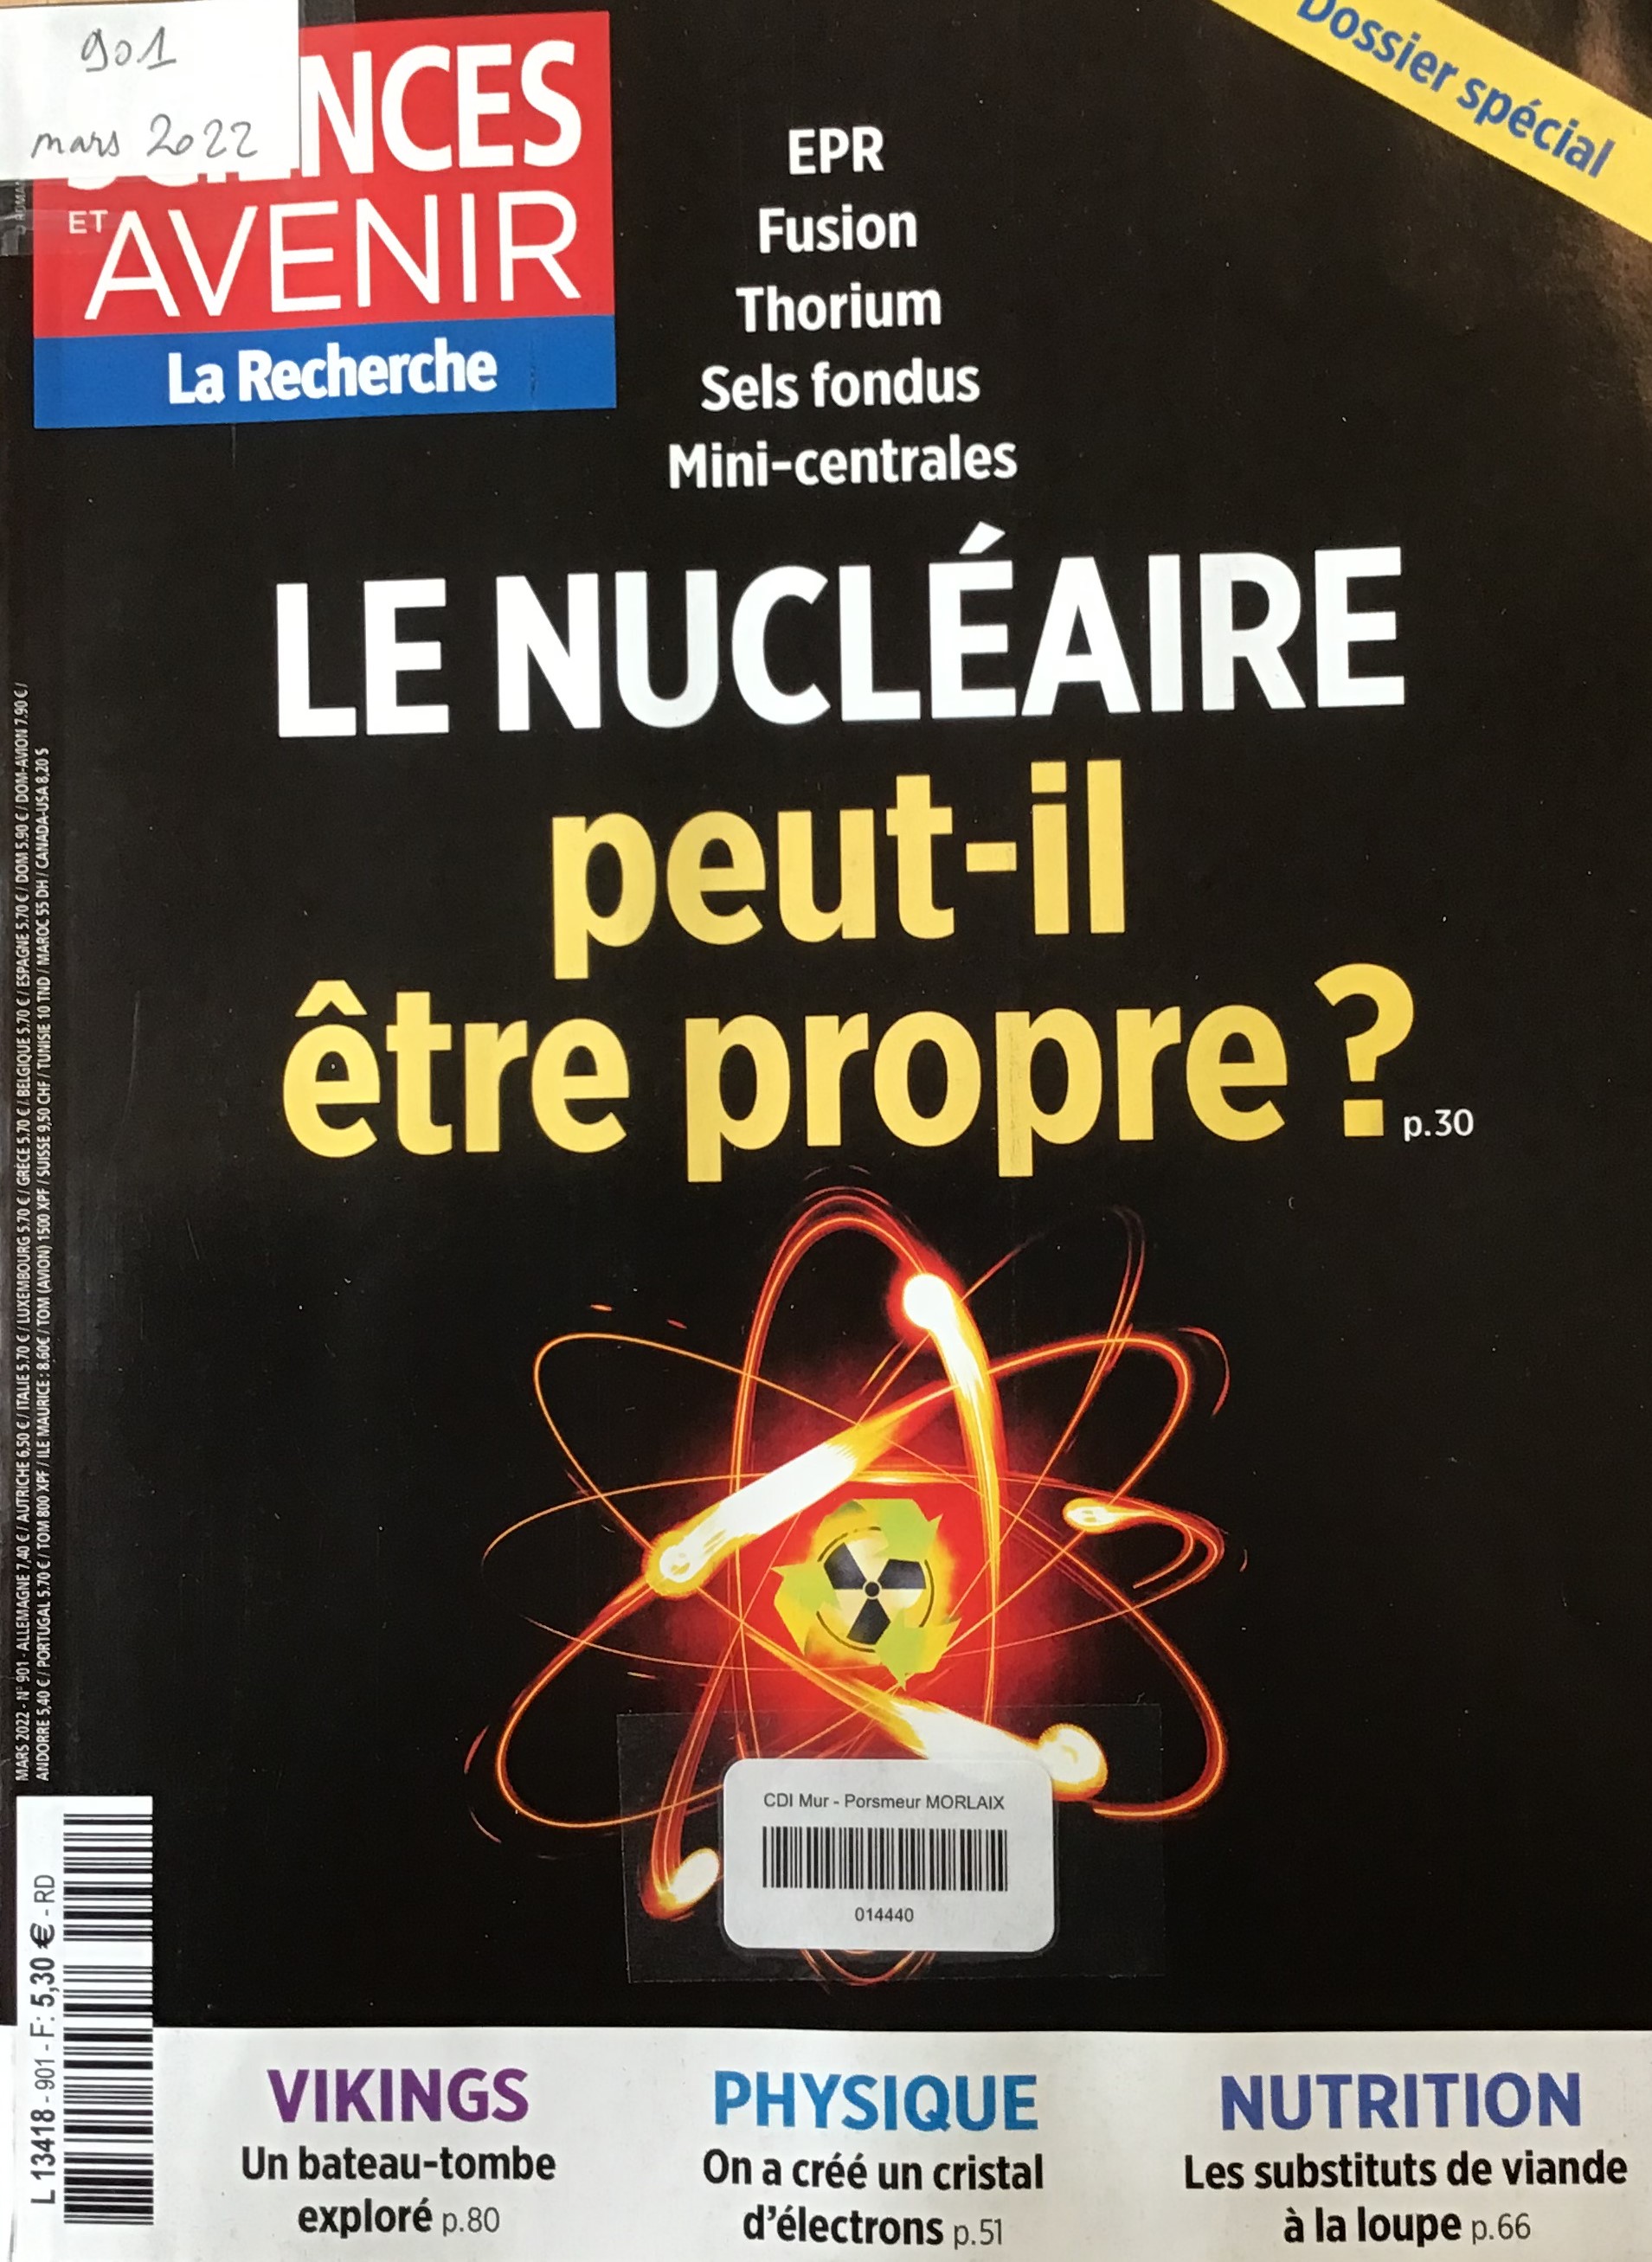 901
mars 2022
SCIENCES
ET AVENIR
La Recherche
Dossier spécial
EPR
Fusion
Thorium
Sels fondus
Mini-centrales
LE NUCLÉAIRE
peut-il
être propre ?
p.30
MARS 2022 - N° 901 - ALLEMAGNE 7,40 € / AUTRICHE 6,50 € / ITALIE 5.70 € / LUXEMBOURG 5.70 € / GRÈCE 5.70 € / BELGIQUE 5.70 € / ESPAGNE 5.70 € / DOM 5.90 € / DOM-AVION 7,90 € /
ANDORRE 5,40 € / PORTUGAL 5.70 € / TOM 800 XPF / ILE MAURICE : 8.60€ / TOM (AVION) 1500 XPF / SUISSE 9,50 CHF / TUNISIE 10 TND / MAROC 55 DH / CANADA-USA 8,20 $
CDI Mur - Porsmeur MORLAIX
014440
L 13418 - 901 - F: 5,30 € - RD
VIKINGS
Un bateau-tombe
exploré p.80
PHYSIQUE
On a créé un cristal
d'électrons p.51
NUTRITION
Les substituts de viande
à la loupe p.66